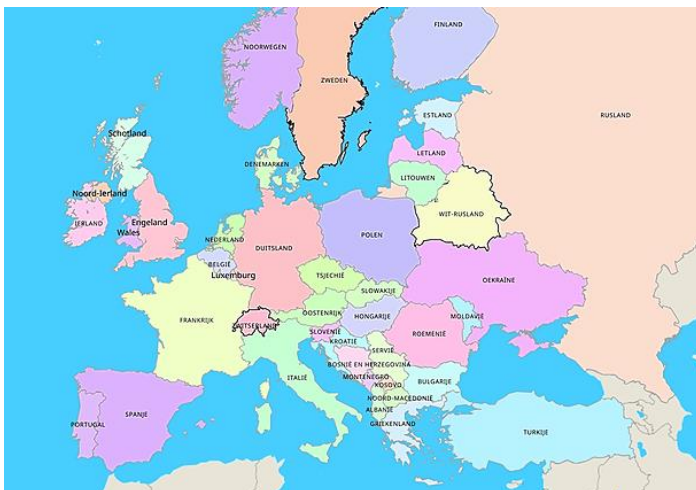 FINLAND
NOORWEGEN
ZWEDEN
RUSLAND
ESTLAND
Schotland
LETLAND
DENEMARKEN
LITOUWEN
Noord-Ierland
WIT-RUSLAND
IERLAND
Engeland
Wales
POLEN
NEDERLAND
DUITSLAND
BELGIË
Luxemburg
TSJECHIË
OEKRAÏNE
SLOWAKIJE
OOSTENRIJK
HONGARIJE
MOLDAVIË
FRANKRIJK
ZWITSERLAND
SLOVENIË
ROEMENIË
KROATIË
SERVIË
BOSNIË EN HERZEGOVINA
ITALIË
MONTENEGRO
KOSOVO
BULGARIJE
NOORD-MACEDONIË
ALBANIË
SPANJE
PORTUGAL
GRIEKENLAND
TURKIJE